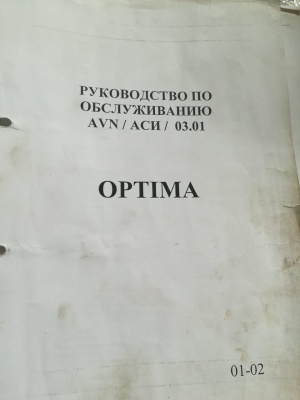 РУКОВОДСТВО ПО
ОБСЛУЖИВАНИЮ
AVN / АСИ / 03.01
OPTIMA
01-02